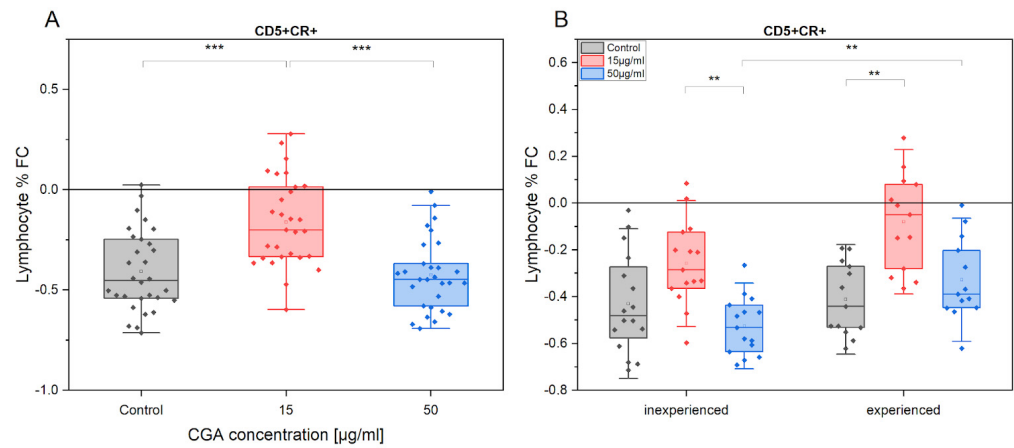 A
CD5+CR+
***
***
Lymphocyte % FC
0.5
0.0
-0.5
-1.0
Control
15
50
CGA concentration [µg/ml]
B
CD5+CR+
Control
15µg/ml
50µg/ml
**
**
**
Lymphocyte % FC
0.6
0.4
0.2
0.0
-0.2
-0.4
-0.6
-0.8
inexperienced
experienced